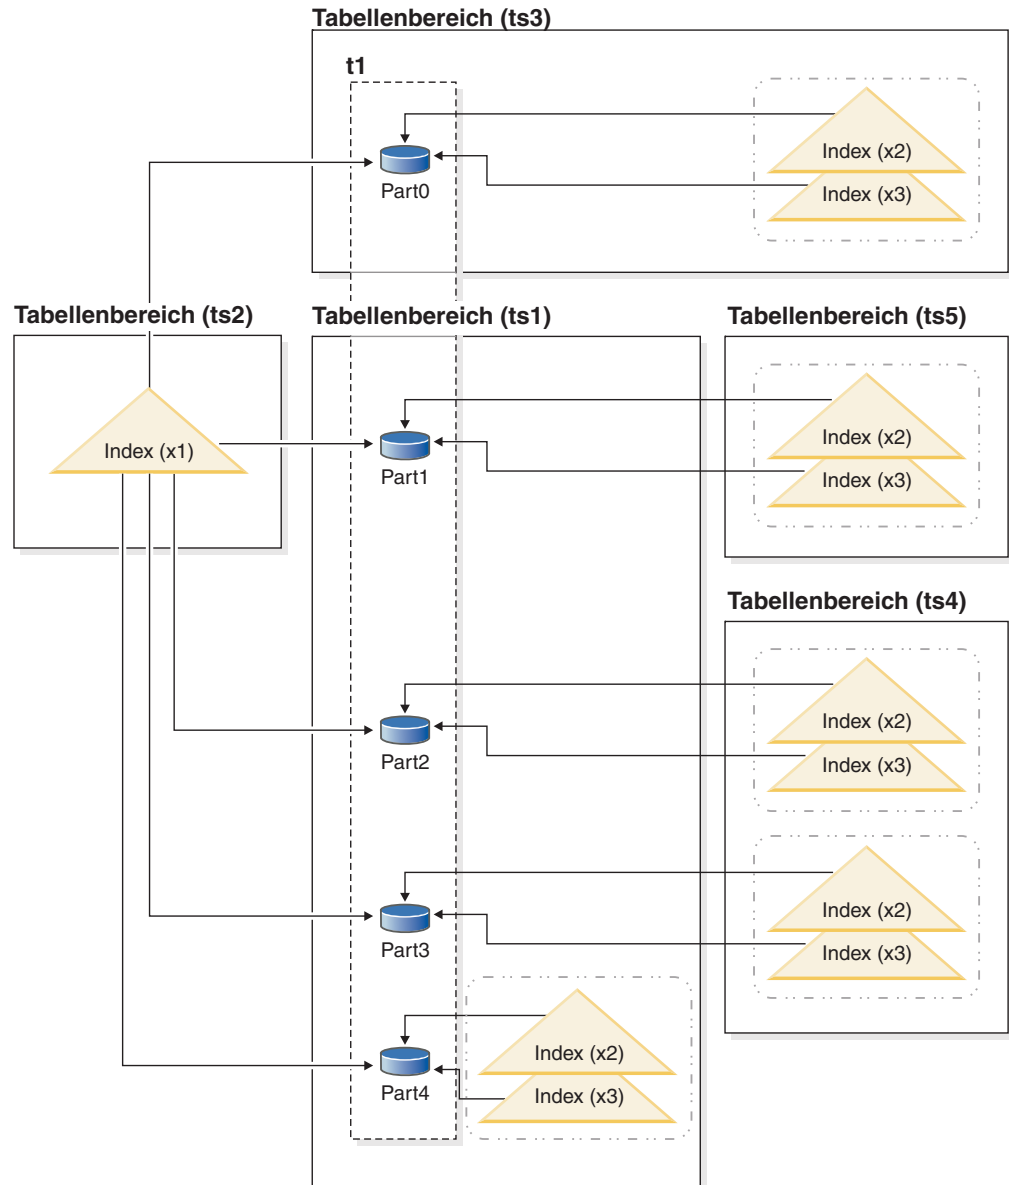 Tabellenbereich (ts3)
t1
Index (x2)
Part0
Index (x3)
Tabellenbereich (ts2)
Tabellenbereich (ts1)
Tabellenbereich (ts5)
Index (x1)
Part1
Index (x2)
Index (x3)
Tabellenbereich (ts4)
Part2
Index (x2)
Index (x3)
Part3
Index (x2)
Index (x3)
Part4
Index (x2)
Index (x3)